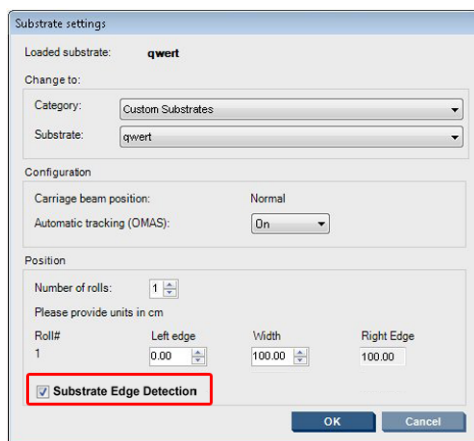 Substrate settings
Loaded substrate: qwert
Change to:
Category: Custom Substrates
Substrate: qwert
Configuration
Carriage beam position: Normal
Automatic tracking (OMAS): On
Position
Number of rolls: 1
Please provide units in cm
Roll# Left edge Width Right Edge
1 0.00 100.00 100.00
Substrate Edge Detection
OK Cancel